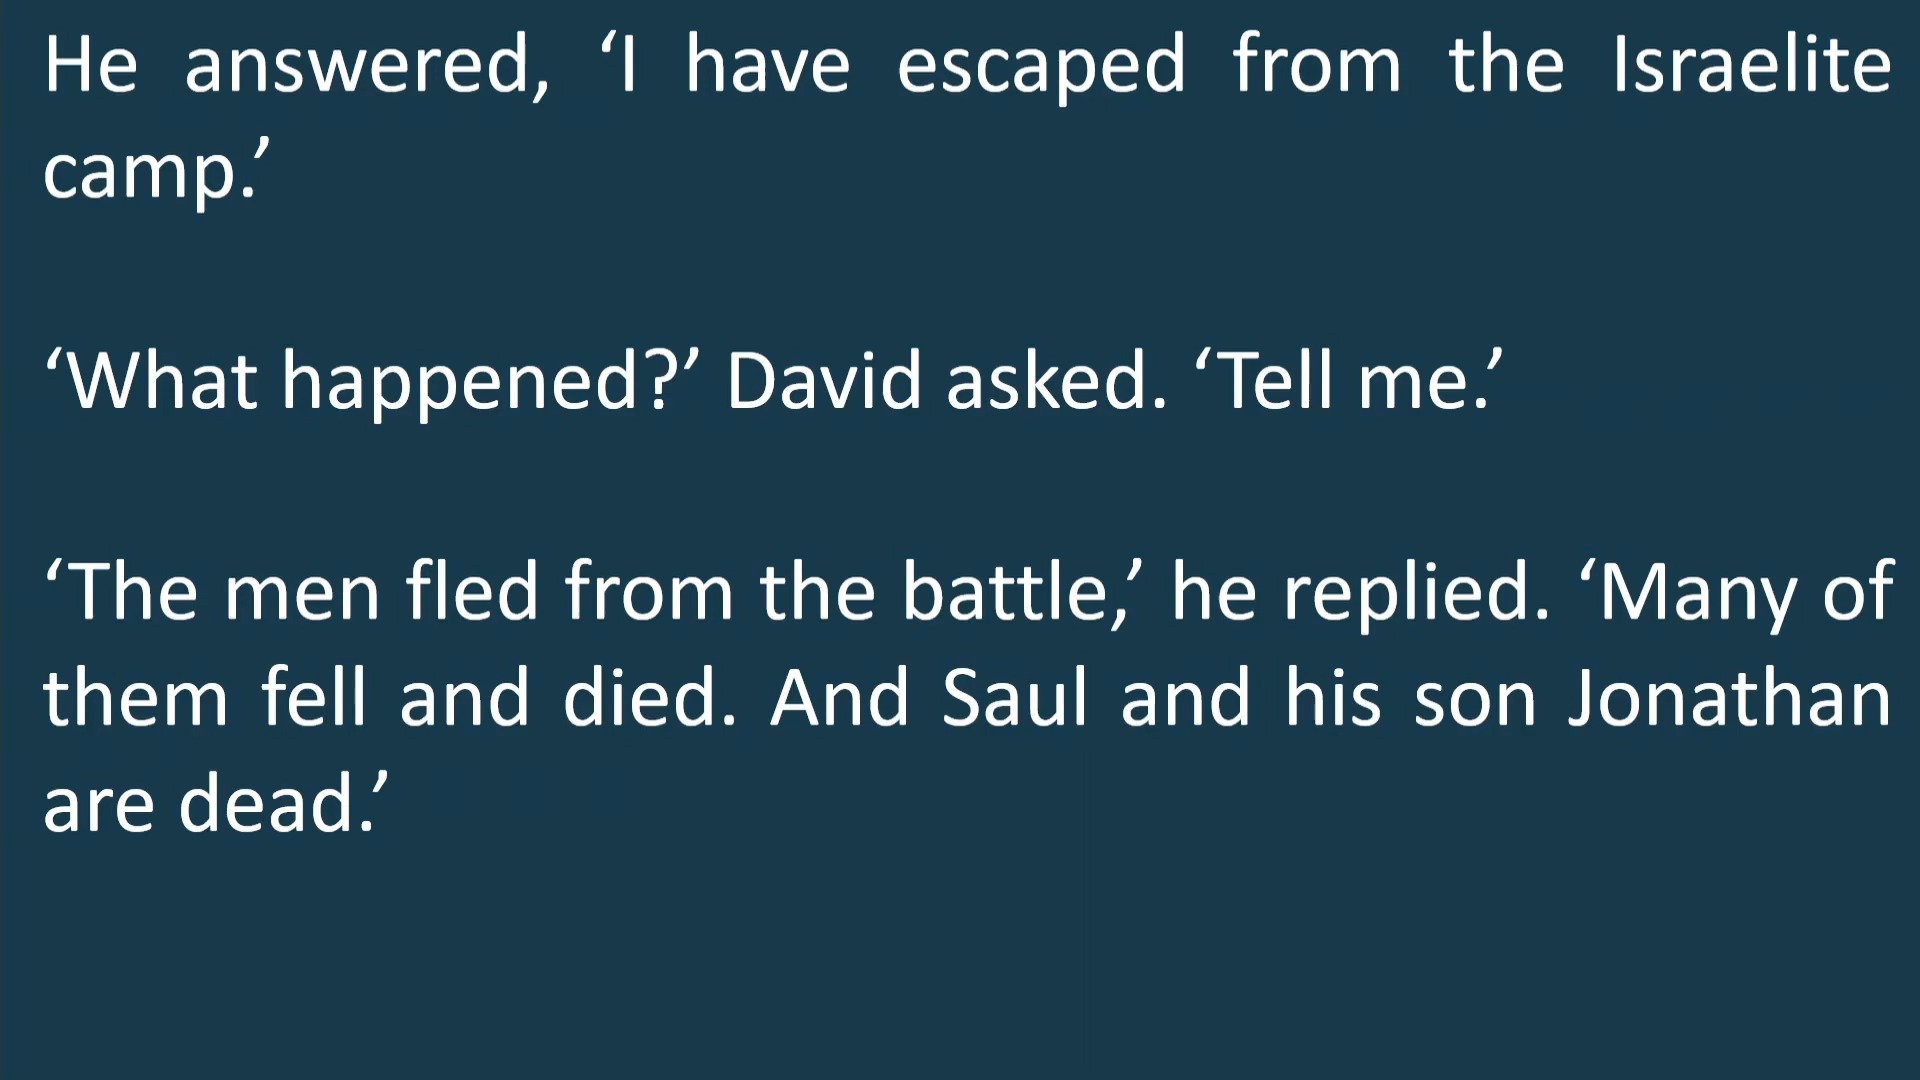 He answered, ‘I have escaped from the Israelite
camp.’
‘What happened?’ David asked. ‘Tell me.’
‘The men fled from the battle,’ he replied. ‘Many of
them fell and died. And Saul and his son Jonathan
are dead.’